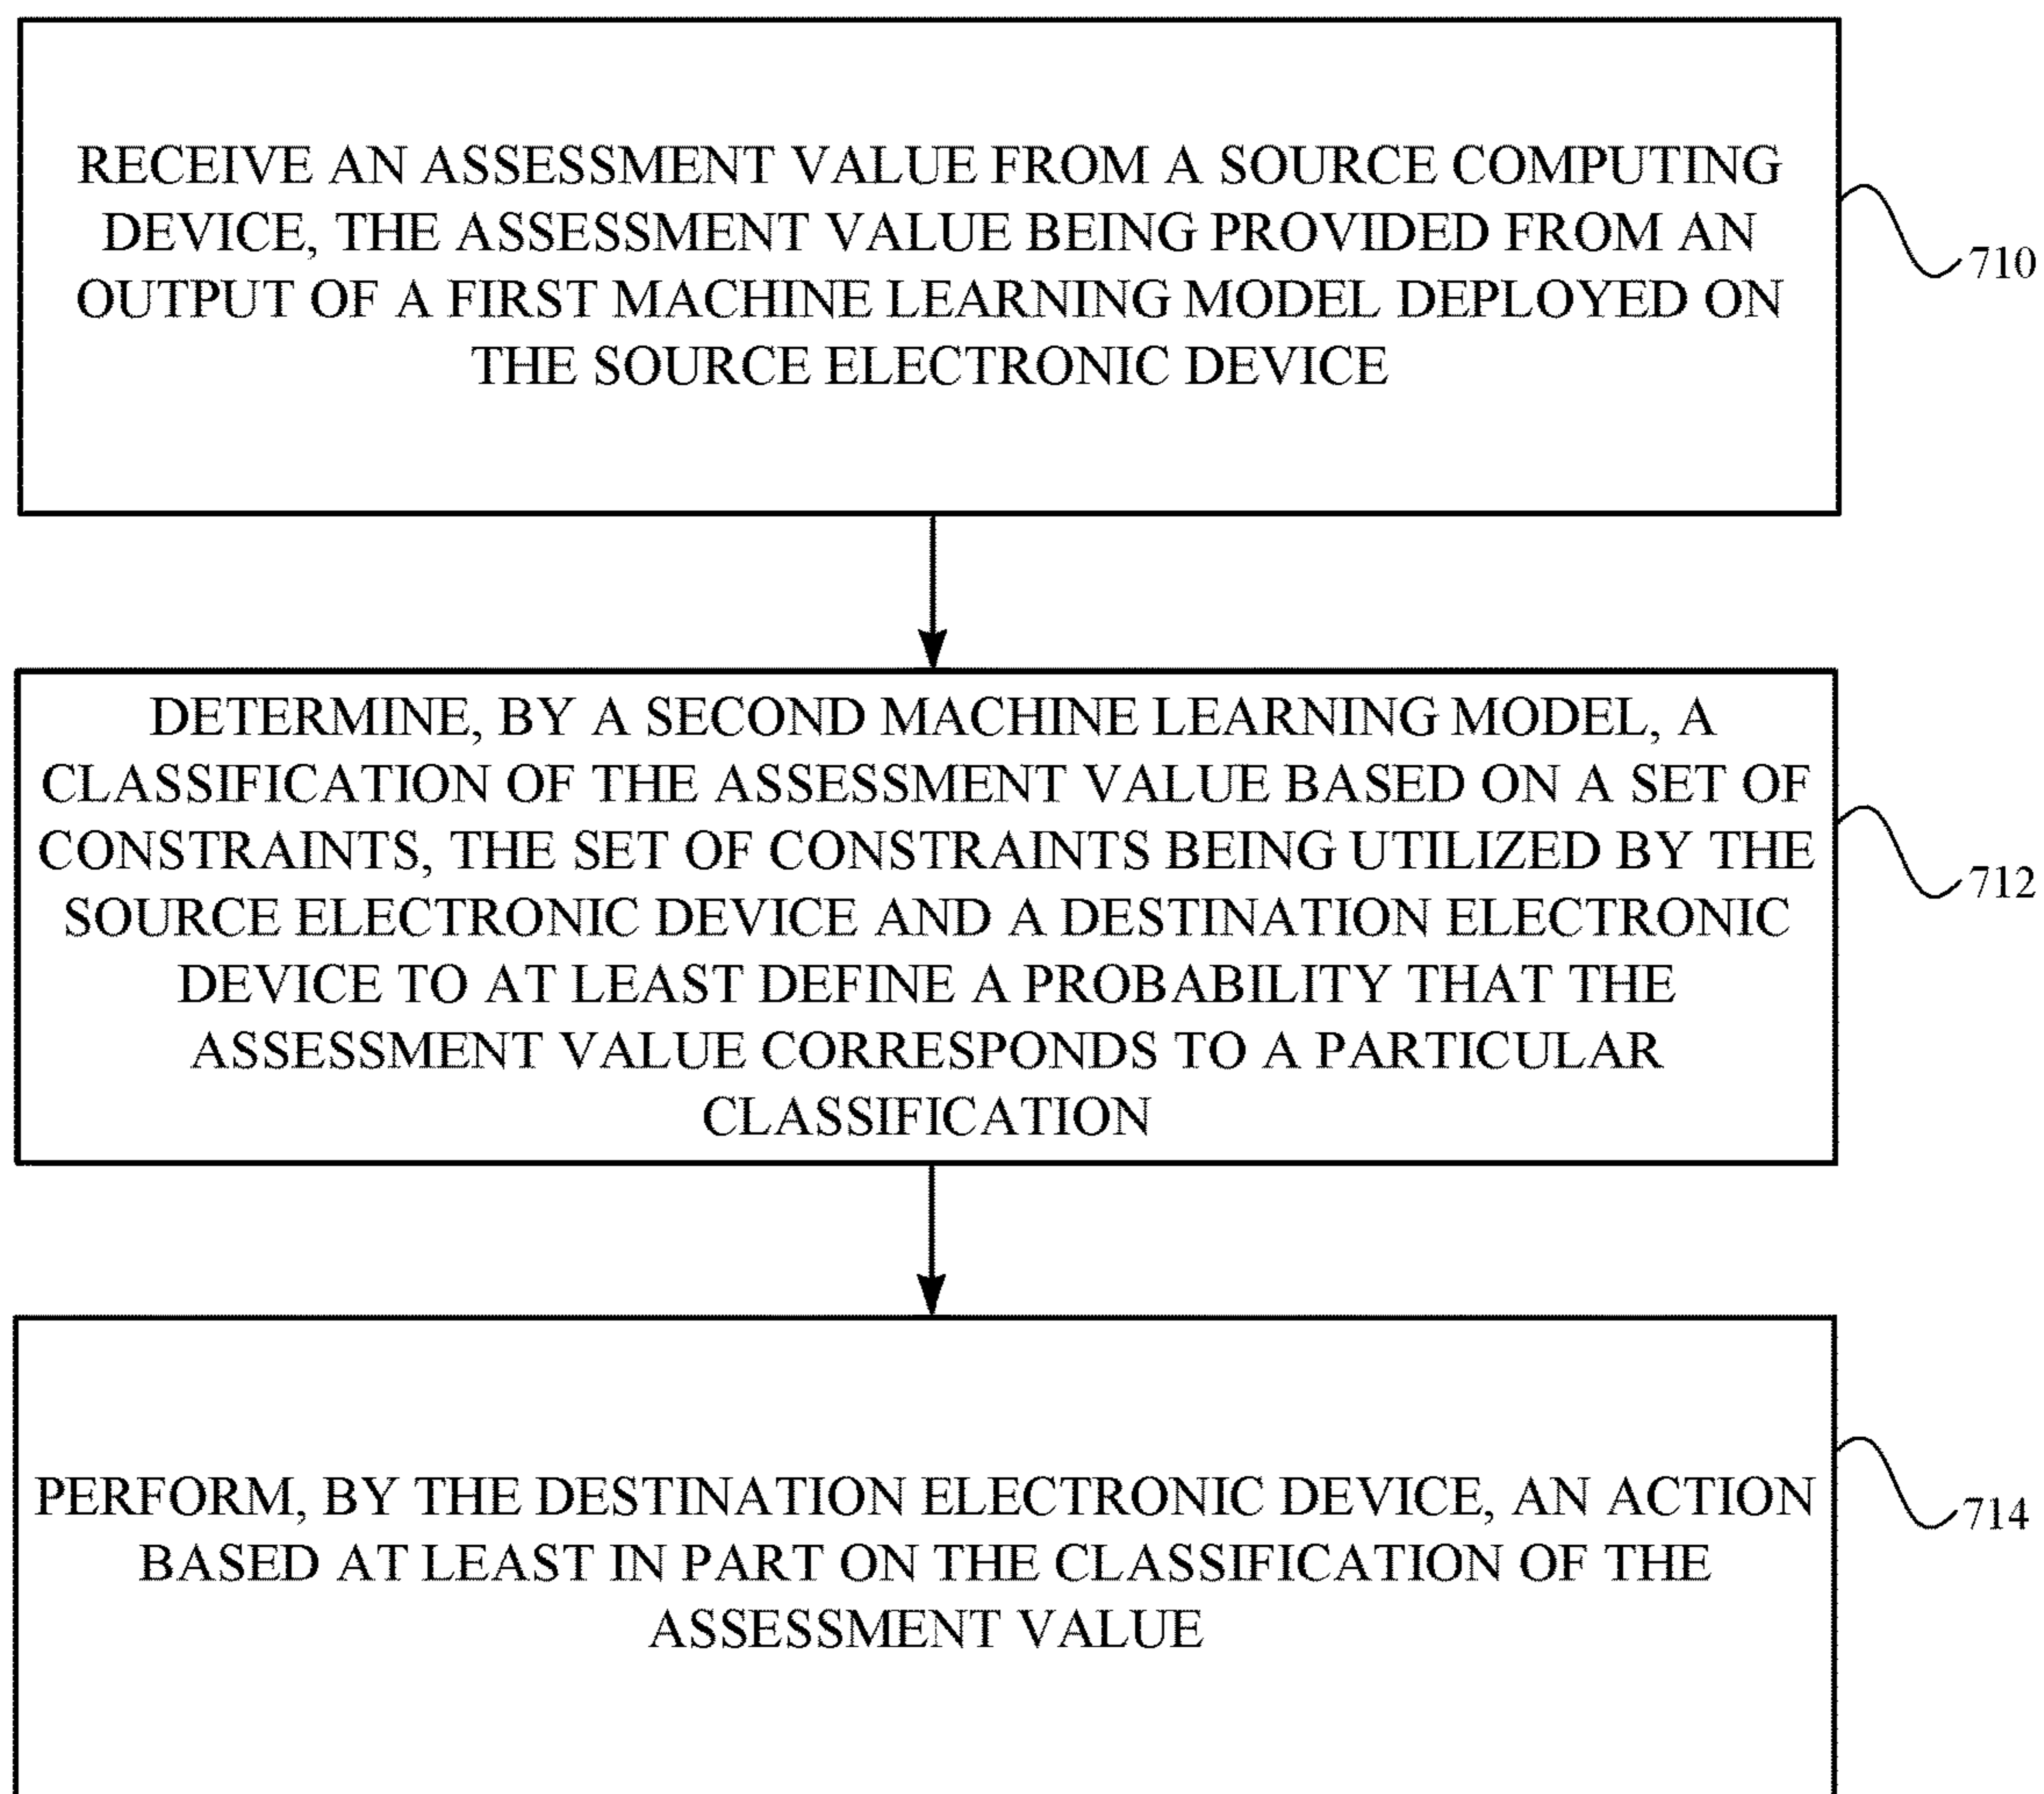 RECEIVE AN ASSESSMENT VALUE FROM A SOURCE COMPUTING
DEVICE, THE ASSESSMENT VALUE BEING PROVIDED FROM AN
OUTPUT OF A FIRST MACHINE LEARNING MODEL DEPLOYED ON
THE SOURCE ELECTRONIC DEVICE
710
DETERMINE, BY A SECOND MACHINE LEARNING MODEL, A
CLASSIFICATION OF THE ASSESSMENT VALUE BASED ON A SET OF
CONSTRAINTS, THE SET OF CONSTRAINTS BEING UTILIZED BY THE
SOURCE ELECTRONIC DEVICE AND A DESTINATION ELECTRONIC
DEVICE TO AT LEAST DEFINE A PROBABILITY THAT THE
ASSESSMENT VALUE CORRESPONDS TO A PARTICULAR
CLASSIFICATION
712
PERFORM, BY THE DESTINATION ELECTRONIC DEVICE, AN ACTION
BASED AT LEAST IN PART ON THE CLASSIFICATION OF THE
ASSESSMENT VALUE
714